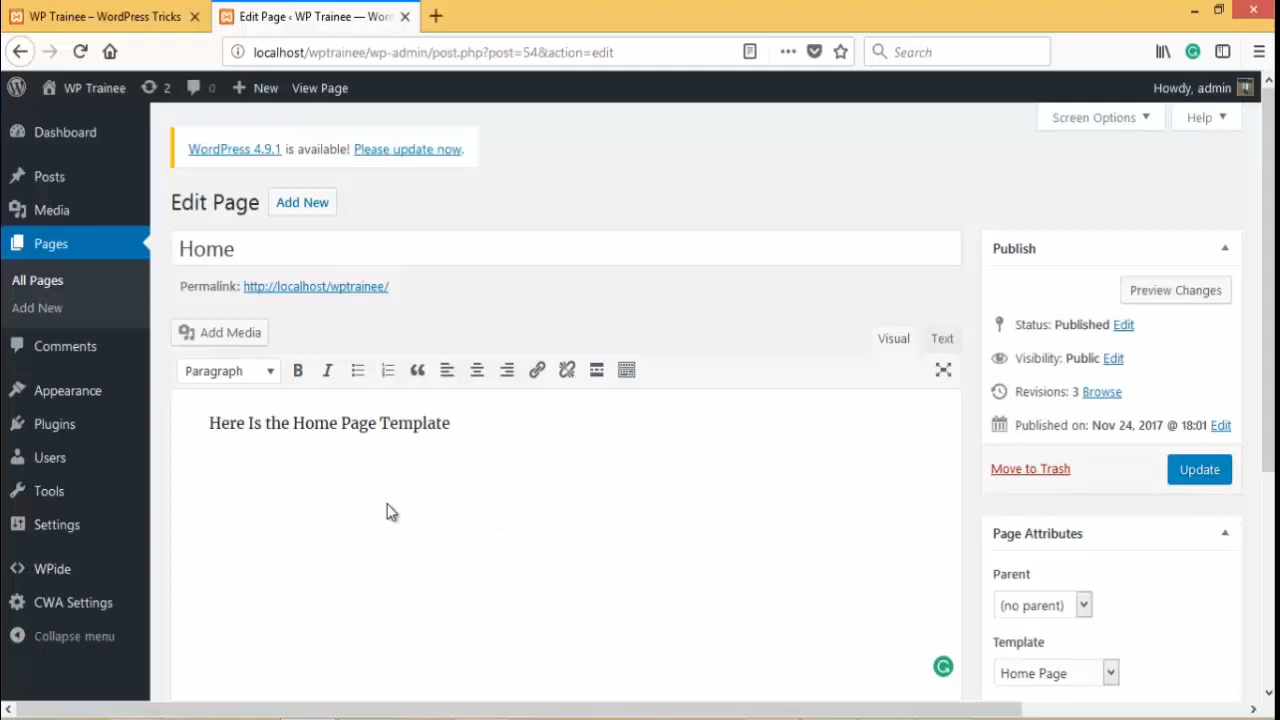 WP Trainee – WordPress Tricks
Edit Page ‹ WP Trainee — Wor
localhost/wptrainee/wp-admin/post.php?post=54&action=edit
Search
WP Trainee 2 0 New View Page
Howdy, admin
Screen Options Help
Dashboard
Posts
Media
Pages
All Pages
Add New
Comments
Appearance
Plugins
Users
Tools
Settings
WPide
CWA Settings
Collapse menu
WordPress 4.9.1 is available! Please update now.
Edit Page Add New
Home
Permalink: http://localhost/wptrainee/
Add Media
Visual Text
Paragraph B I
Here Is the Home Page Template
Publish
Preview Changes
Status: Published Edit
Visibility: Public Edit
Revisions: 3 Browse
Published on: Nov 24, 2017 @ 18:01 Edit
Move to Trash Update
Page Attributes
Parent
(no parent)
Template
Home Page